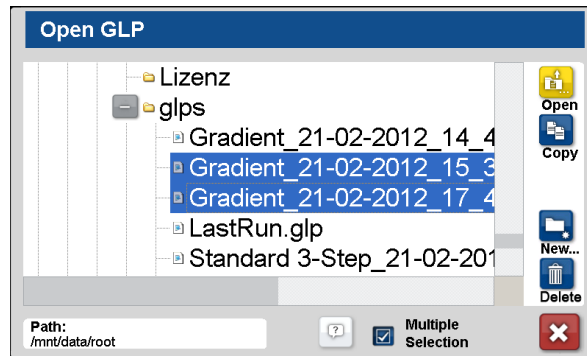 Open GLP
Lizenz
glps
Gradient_21-02-2012_14_4
Gradient_21-02-2012_15_3
Gradient_21-02-2012_17_4
LastRun.glp
Standard 3-Step_21-02-201
Open
Copy
New...
Delete
Path:
/mnt/data/root
?
Multiple
Selection